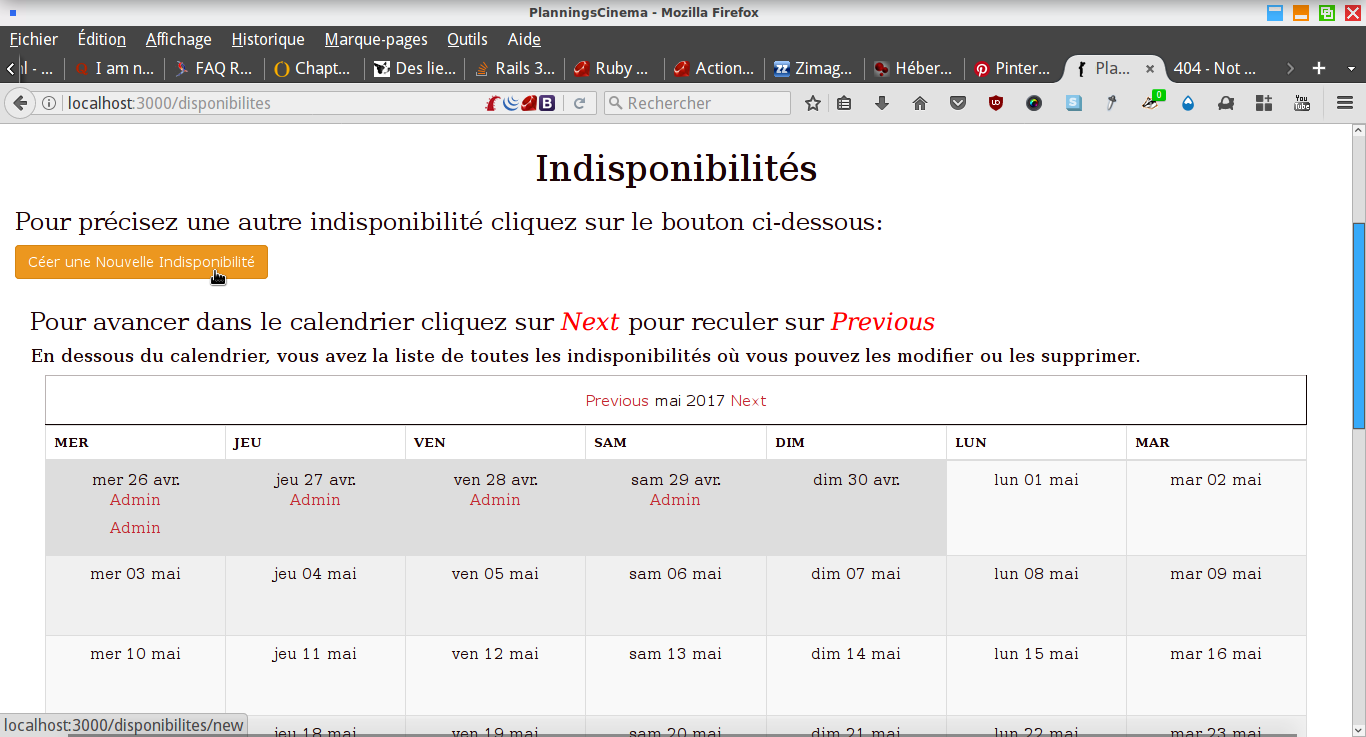 PlanningsCinema - Mozilla Firefox
Fichier Édition Affichage Historique Marque-pages Outils Aide
l - ... I am n... FAQ R... Chapt... Des lie... Rails 3... Ruby ... Action... Zimag... Héber... Pinter... Pla... 404 - Not ...
localhost:3000/disponibilites Rechercher
Indisponibilités
Pour précisez une autre indisponibilité cliquez sur le bouton ci-dessous:
Céer une Nouvelle Indisponibilité
Pour avancer dans le calendrier cliquez sur Next pour reculer sur Previous
En dessous du calendrier, vous avez la liste de toutes les indisponibilités où vous pouvez les modifier ou les supprimer.
Previous mai 2017 Next
MER JEU VEN SAM DIM LUN MAR
mer 26 avr. jeu 27 avr. ven 28 avr. sam 29 avr. dim 30 avr. lun 01 mai mar 02 mai
Admin Admin Admin Admin
Admin
mer 03 mai jeu 04 mai ven 05 mai sam 06 mai dim 07 mai lun 08 mai mar 09 mai
mer 10 mai jeu 11 mai ven 12 mai sam 13 mai dim 14 mai lun 15 mai mar 16 mai
localhost:3000/disponibilites/new jeu 18 mai ven 19 mai sam 20 mai dim 21 mai lun 22 mai mar 23 mai